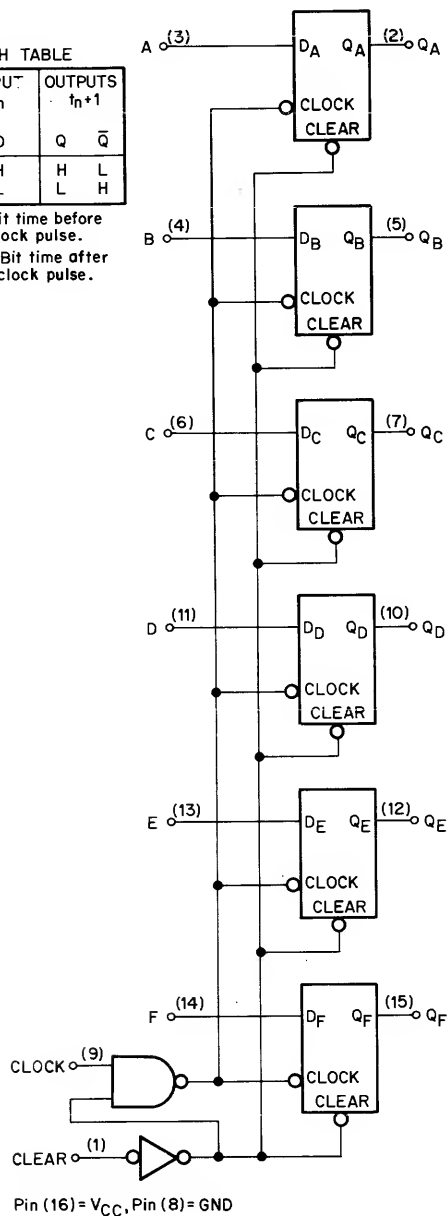 H TABLE
PUT OUTPUTS
n tn+1
D Q Q̅
H H L
L L H
it time before
lock pulse.
Bit time after
clock pulse.
A (3) DA QA (2) QA
CLOCK
CLEAR
B (4) DB QB (5) QB
CLOCK
CLEAR
C (6) DC QC (7) QC
CLOCK
CLEAR
D (11) DD QD (10) QD
CLOCK
CLEAR
E (13) DE QE (12) QE
CLOCK
CLEAR
F (14) DF QF (15) QF
CLOCK (9) CLOCK
CLEAR
CLEAR (1)
Pin (16) = VCC, Pin (8) = GND